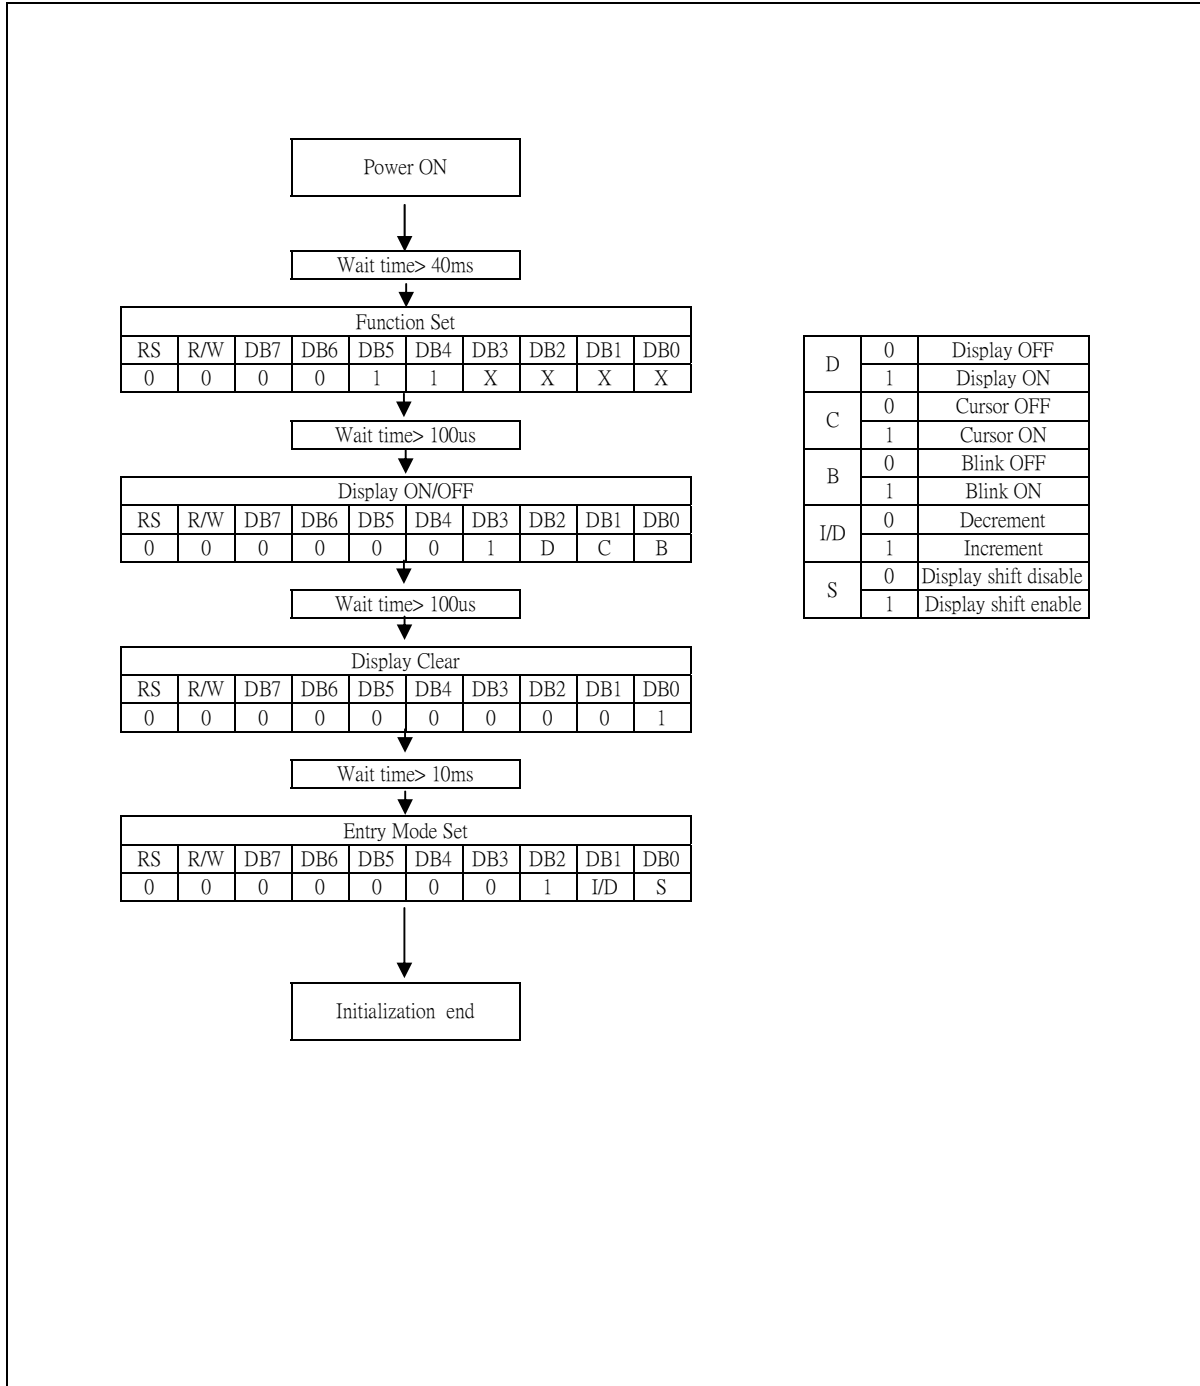 Power ON
Wait time> 40ms
Function Set
RS R/W DB7 DB6 DB5 DB4 DB3 DB2 DB1 DB0
0 0 0 0 1 1 X X X X
Wait time> 100us
Display ON/OFF
RS R/W DB7 DB6 DB5 DB4 DB3 DB2 DB1 DB0
0 0 0 0 0 0 1 D C B
Wait time> 100us
Display Clear
RS R/W DB7 DB6 DB5 DB4 DB3 DB2 DB1 DB0
0 0 0 0 0 0 0 0 0 1
Wait time> 10ms
Entry Mode Set
RS R/W DB7 DB6 DB5 DB4 DB3 DB2 DB1 DB0
0 0 0 0 0 0 0 1 I/D S
Initialization end
D 0 Display OFF
1 Display ON
C 0 Cursor OFF
1 Cursor ON
B 0 Blink OFF
1 Blink ON
I/D 0 Decrement
1 Increment
S 0 Display shift disable
1 Display shift enable